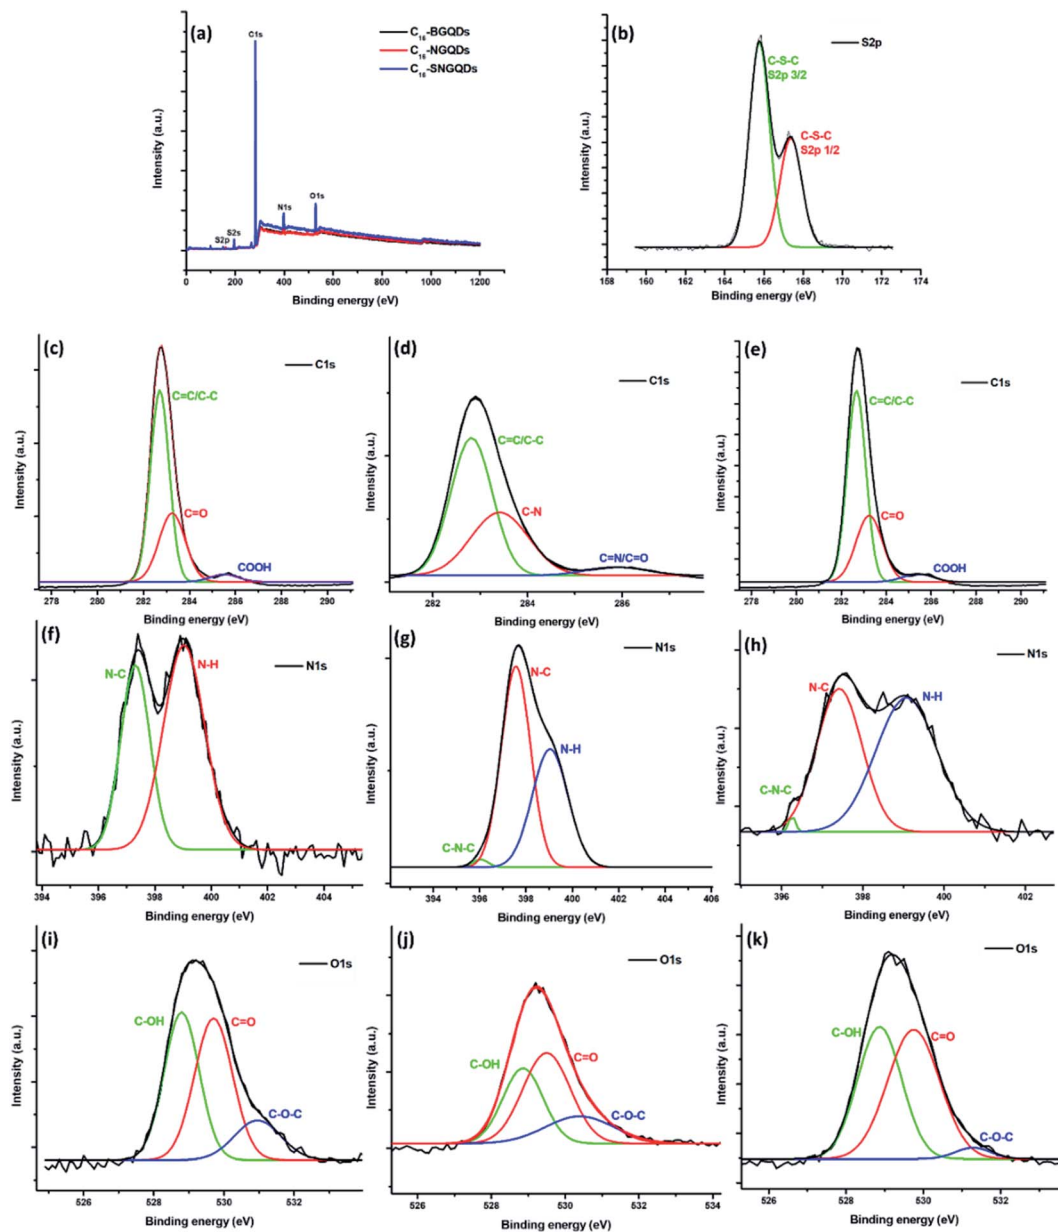 (a)
C1s
C16-BGQDs
C16-NGQDs
C16-SNGQDs
N1s
O1s
S2s
S2p
Intensity (a.u.)
0 200 400 600 800 1000 1200
Binding energy (eV)
(b)
S2p
C-S-C
S2p 3/2
C-S-C
S2p 1/2
Intensity (a.u.)
158 160 162 164 166 168 170 172 174
Binding energy (eV)
(c)
C1s
C=C/C-C
C=O
COOH
Intensity (a.u.)
278 280 282 284 286 288 290
Binding energy (eV)
(d)
C1s
C=C/C-C
C-N
C=N/C=O
Intensity (a.u.)
282 284 286
Binding energy (eV)
(e)
C1s
C=C/C-C
C=O
COOH
Intensity (a.u.)
278 280 282 284 286 288 290
Binding energy (eV)
(f)
N1s
N-C
N-H
Intensity (a.u.)
394 396 398 400 402 404
Binding energy (eV)
(g)
N1s
N-C
N-H
C-N-C
Intensity (a.u.)
394 396 398 400 402 404 406
Binding energy (eV)
(h)
N1s
N-C
N-H
C-N-C
Intensity (a.u.)
396 398 400 402
Binding energy (eV)
(i)
O1s
C-OH
C=O
C-O-C
Intensity (a.u.)
526 528 530 532
Binding energy (eV)
(j)
O1s
C-OH
C=O
C-O-C
Intensity (a.u.)
526 528 530 532 534
Binding energy (eV)
(k)
O1s
C-OH
C=O
C-O-C
Intensity (a.u.)
526 528 530 532
Binding energy (eV)